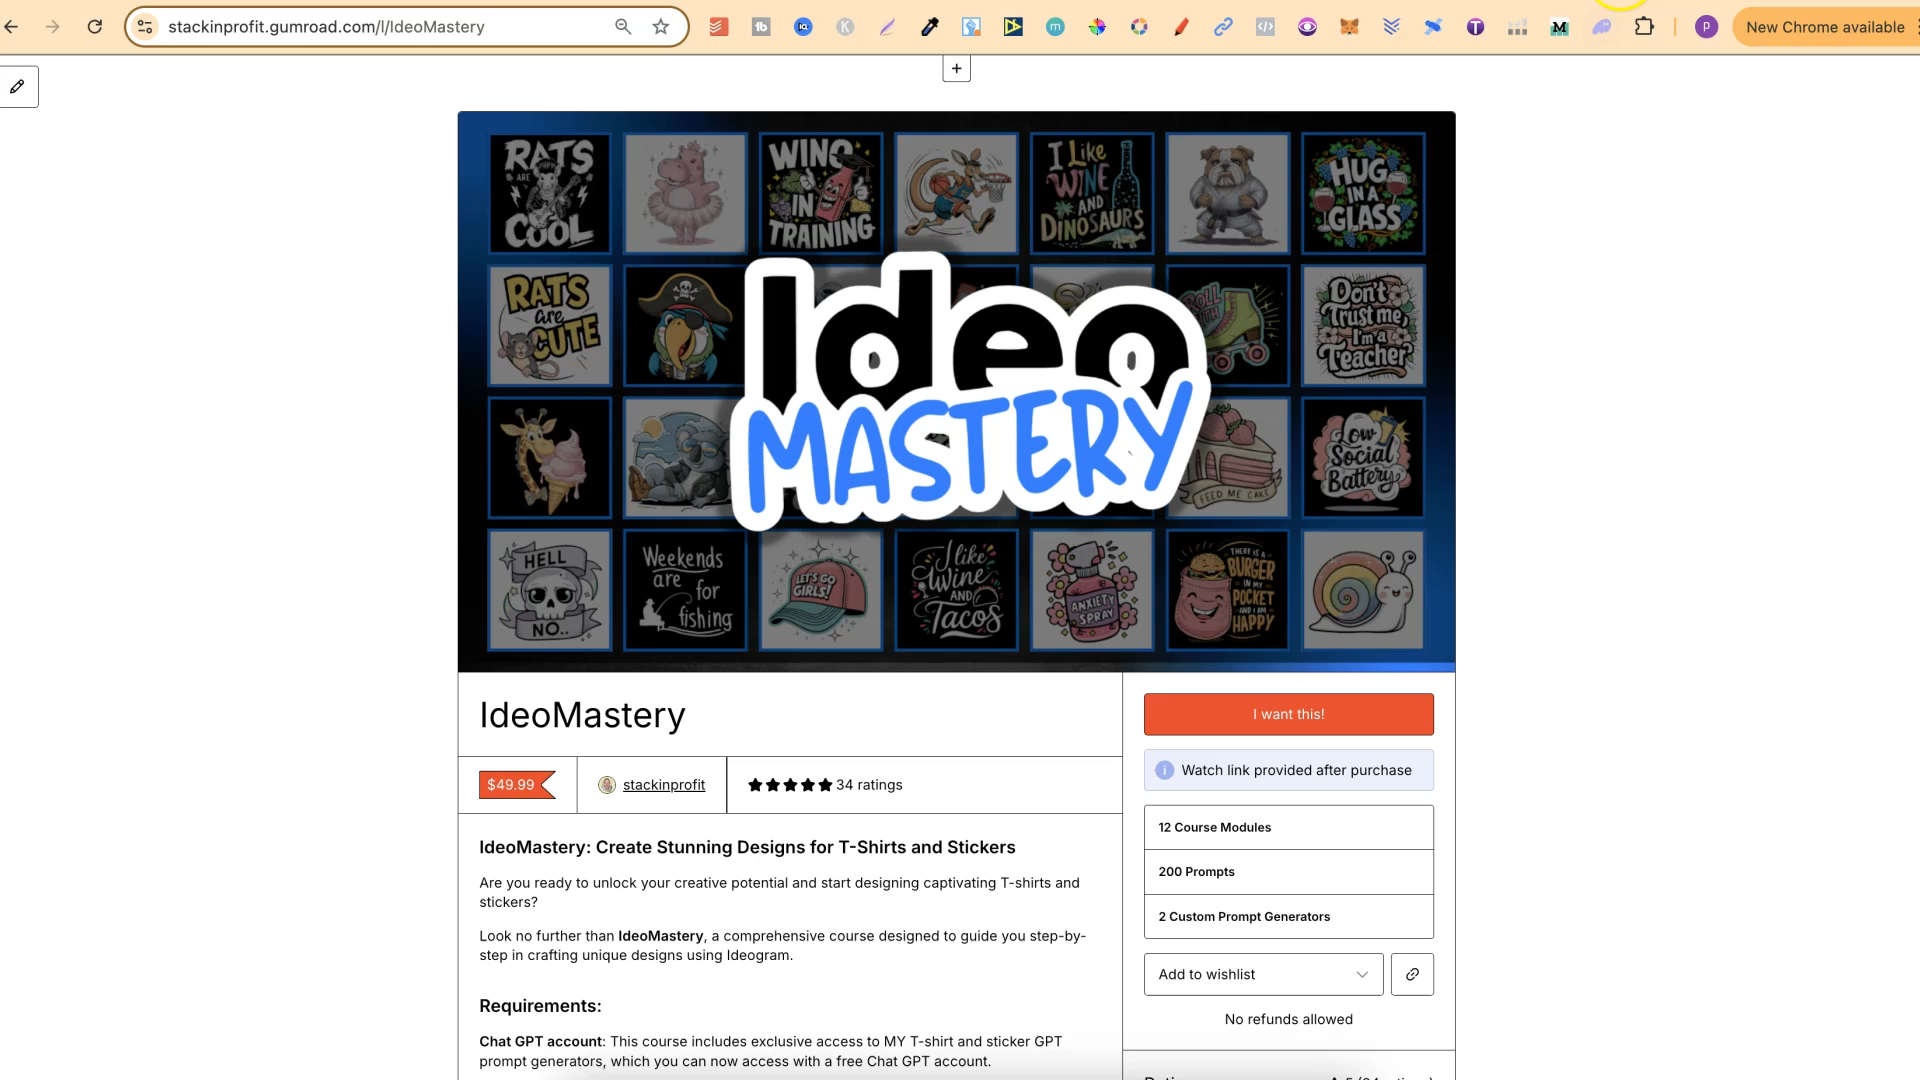 stackinprofit.gumroad.com/l/IdeoMastery
New Chrome available
RATS
ARE
COOL
WINO
IN
TRAINING
I Like
WINE
AND
DINOSAURS
HUG
IN A
GLASS
RATS
are
CUTE
ROLL
WITH
Don't
Trust me,
I'm a
Teacher
Ideo
MASTERY
FEED ME CAKE
Low
Social
Battery
HELL
NO..
Weekends
are
for
fishing
LET'S GO
GIRLS!
I like
Wine
AND
Tacos
ANXIETY
SPRAY
THERE IS A
BURGER
IN MY
POCKET
AND I AM
HAPPY
IdeoMastery
I want this!
$49.99
stackinprofit
34 ratings
Watch link provided after purchase
12 Course Modules
200 Prompts
2 Custom Prompt Generators
Add to wishlist
No refunds allowed
IdeoMastery: Create Stunning Designs for T-Shirts and Stickers
Are you ready to unlock your creative potential and start designing captivating T-shirts and
stickers?
Look no further than IdeoMastery, a comprehensive course designed to guide you step-by-
step in crafting unique designs using Ideogram.
Requirements:
Chat GPT account: This course includes exclusive access to MY T-shirt and sticker GPT
prompt generators, which you can now access with a free Chat GPT account.